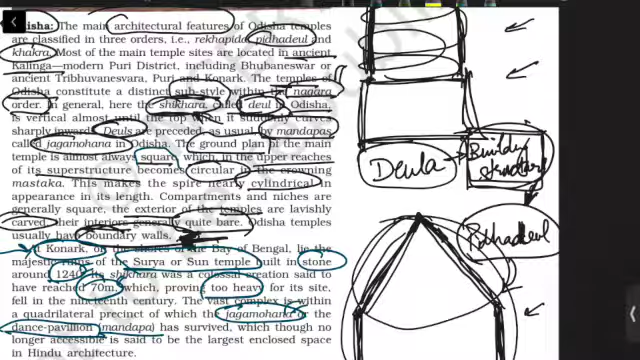 Odisha: The main architectural features of Odisha temples
are classified in three orders, i.e., rekhapida, pidhadeul and
khakra. Most of the main temple sites are located in ancient
Kalinga—modern Puri District, including Bhubaneswar or
ancient Tribhuvanesvara, Puri and Konark. The temples of
Odisha constitute a distinct sub-style within the nagara
order. In general, here the shikhara, called deul in Odisha
is vertical almost until the top when it suddenly curves
sharply inwards. Deuls are preceded, as usual, by mandapas
called jagamohana in Odisha. The ground plan of the main
temple is almost always square, which, in the upper reaches
of its superstructure becomes circular in the crowning
mastaka. This makes the spire nearly cylindrical in
appearance in its length. Compartments and niches are
generally square, the exterior of the temples are lavishly
carved, their interiors generally quite bare. Odisha temples
usually have boundary walls.
At Konark, on the shores of the Bay of Bengal, lie the
majestic ruins of the Surya or Sun temple built in stone
around 1240. Its shikhara was a colossal creation said to
have reached 70m, which, proving too heavy for its site,
fell in the nineteenth century. The vast complex is within
a quadrilateral precinct of which the jagamohana or the
dance-pavillion (mandapa) has survived, which though no
longer accessible is said to be the largest enclosed space
in Hindu architecture.
Deula
Building
structure
Pidhadeul